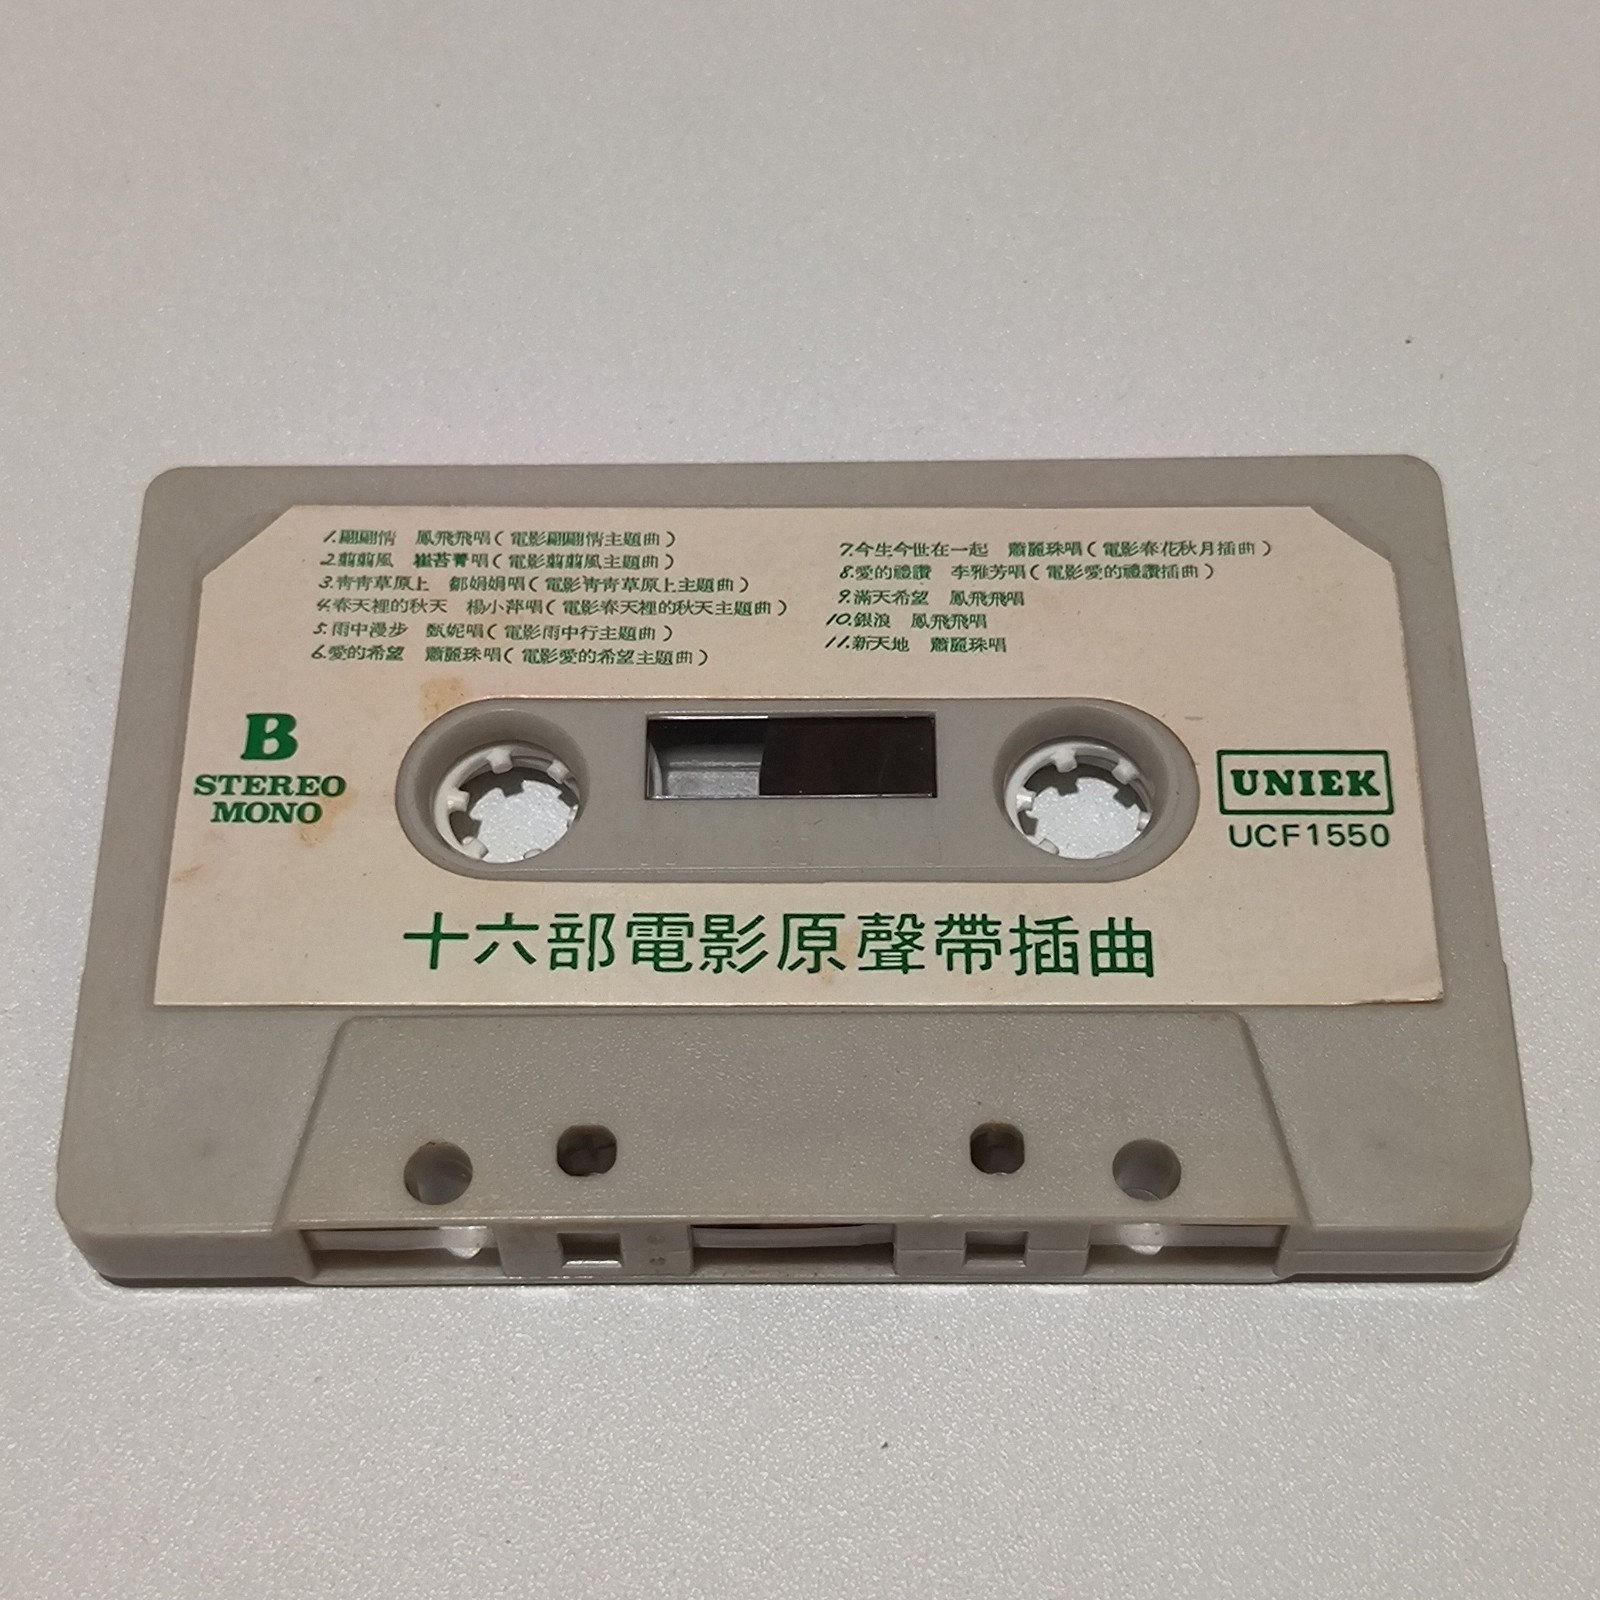 1.翩翩情 鳳飛飛唱(電影翩翩情主題曲)
2.翦翦風 崔苔菁唱(電影翦翦風主題曲)
3.靑靑草原上 鄒娟娟唱(電影靑靑草原上主題曲)
4.春天裡的秋天 楊小萍唱(電影春天裡的秋天主題曲)
5.雨中漫步 甄妮唱(電影雨中行主題曲)
6.愛的希望 蕭麗珠唱(電影愛的希望主題曲)
7.今生今世在一起 蕭麗珠唱(電影春花秋月插曲)
8.愛的禮讚 李雅芳唱(電影愛的禮讚插曲)
9.滿天希望 鳳飛飛唱
10.銀浪 鳳飛飛唱
11.新天地 蕭麗珠唱
B
STEREO
MONO
UNIEK
UCF1550
十六部電影原聲帶插曲